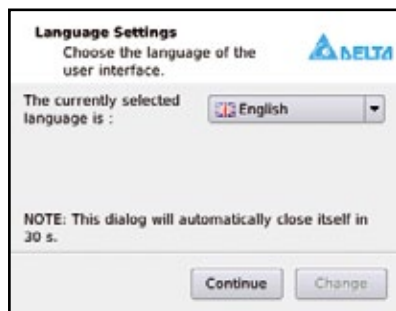 Language Settings
Choose the language of the
user interface.
DELTA
The currently selected
language is :
English
NOTE: This dialog will automatically close itself in
30 s.
Continue
Change